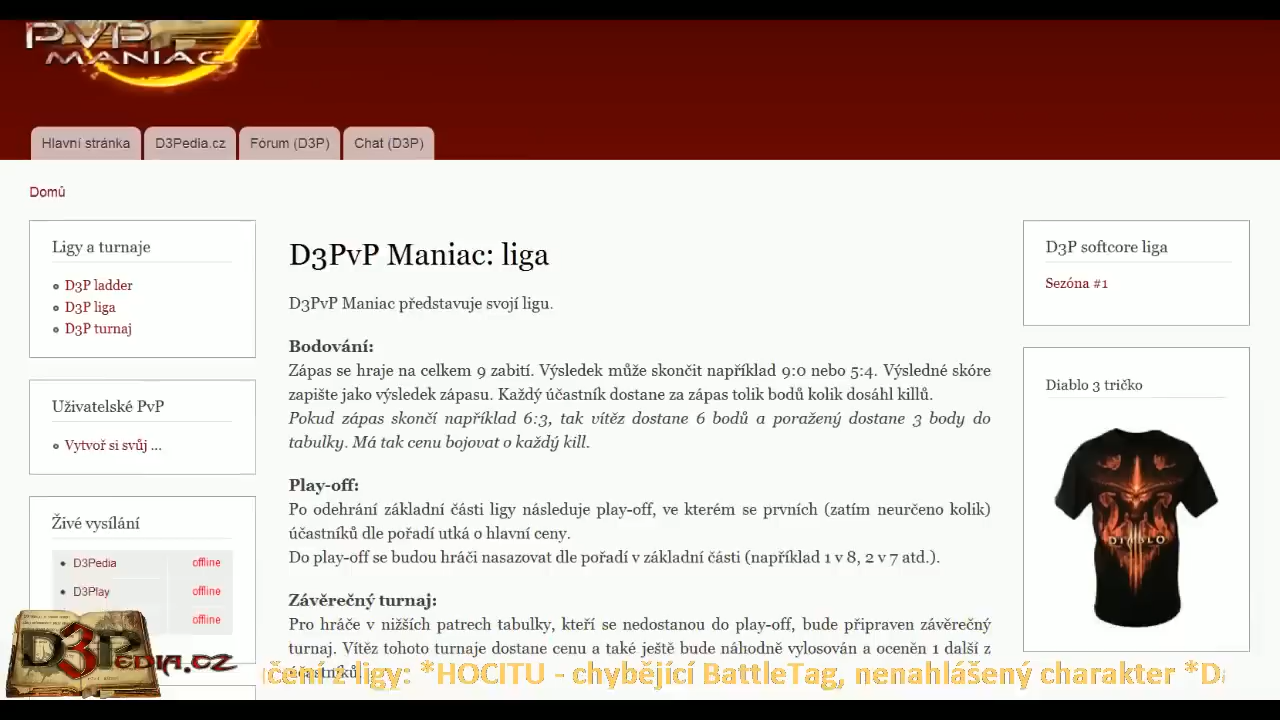 PVP
MANIAC
Hlavní stránka
D3Pedia.cz
Fórum (D3P)
Chat (D3P)
Domů
Ligy a turnaje
D3P ladder
D3P liga
D3P turnaj
Uživatelské PvP
Vytvoř si svůj ...
Živé vysílání
D3Pedia offline
D3Play offline
offline
D3Pedia.cz
D3PvP Maniac: liga
D3PvP Maniac představuje svojí ligu.
Bodování:
Zápas se hraje na celkem 9 zabití. Výsledek může skončit například 9:0 nebo 5:4. Výsledné skóre
zapište jako výsledek zápasu. Každý účastník dostane za zápas tolik bodů kolik dosáhl killů.
Pokud zápas skončí například 6:3, tak vítěz dostane 6 bodů a poražený dostane 3 body do
tabulky. Má tak cenu bojovat o každý kill.
Play-off:
Po odehrání základní části ligy následuje play-off, ve kterém se prvních (zatím neurčeno kolik)
účastníků dle pořadí utká o hlavní ceny.
Do play-off se budou hráči nasazovat dle pořadí v základní části (například 1 v 8, 2 v 7 atd.).
Závěrečný turnaj:
Pro hráče v nižších patrech tabulky, kteří se nedostanou do play-off, bude připraven závěrečný
turnaj. Vítěz tohoto turnaje dostane cenu a také ještě bude náhodně vylosován a oceněn 1 další z
účastníků.
z ligy: *HOCITU - chybějící BattleTag, nenahlášený charakter
D3P softcore liga
Sezóna #1
Diablo 3 tričko
DIABLO